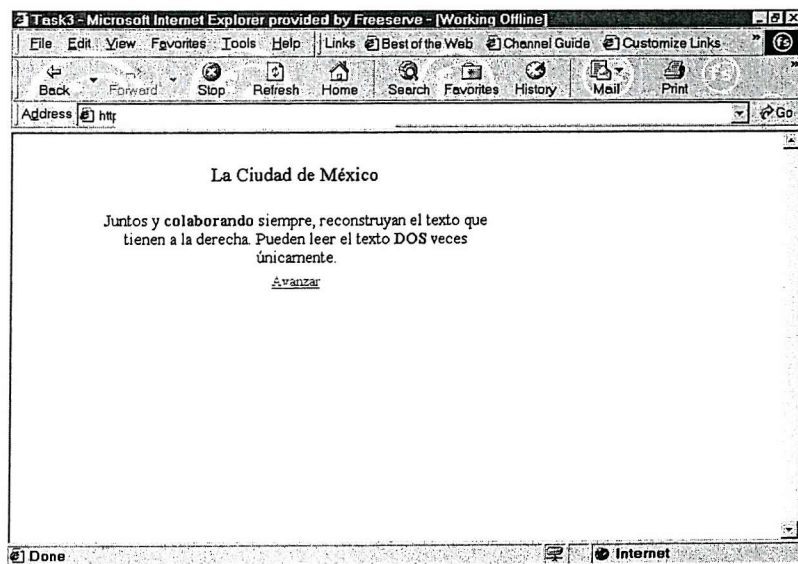 Task3 - Microsoft Internet Explorer provided by Freeserve - [Working Offline]
File Edit View Favorites Tools Help Links Best of the Web Channel Guide Customize Links »
fs
Back Forward Stop Refresh Home Search Favorites History Mail Print fs »
Address http Go
La Ciudad de México
Juntos y colaborando siempre, reconstruyan el texto que
tienen a la derecha. Pueden leer el texto DOS veces
únicamente.
Avanzar
Done Internet